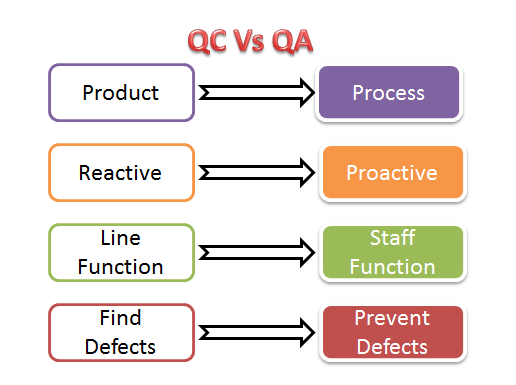 QC Vs QA
Product
Process
Reactive
Proactive
Line
Function
Staff
Function
Find
Defects
Prevent
Defects